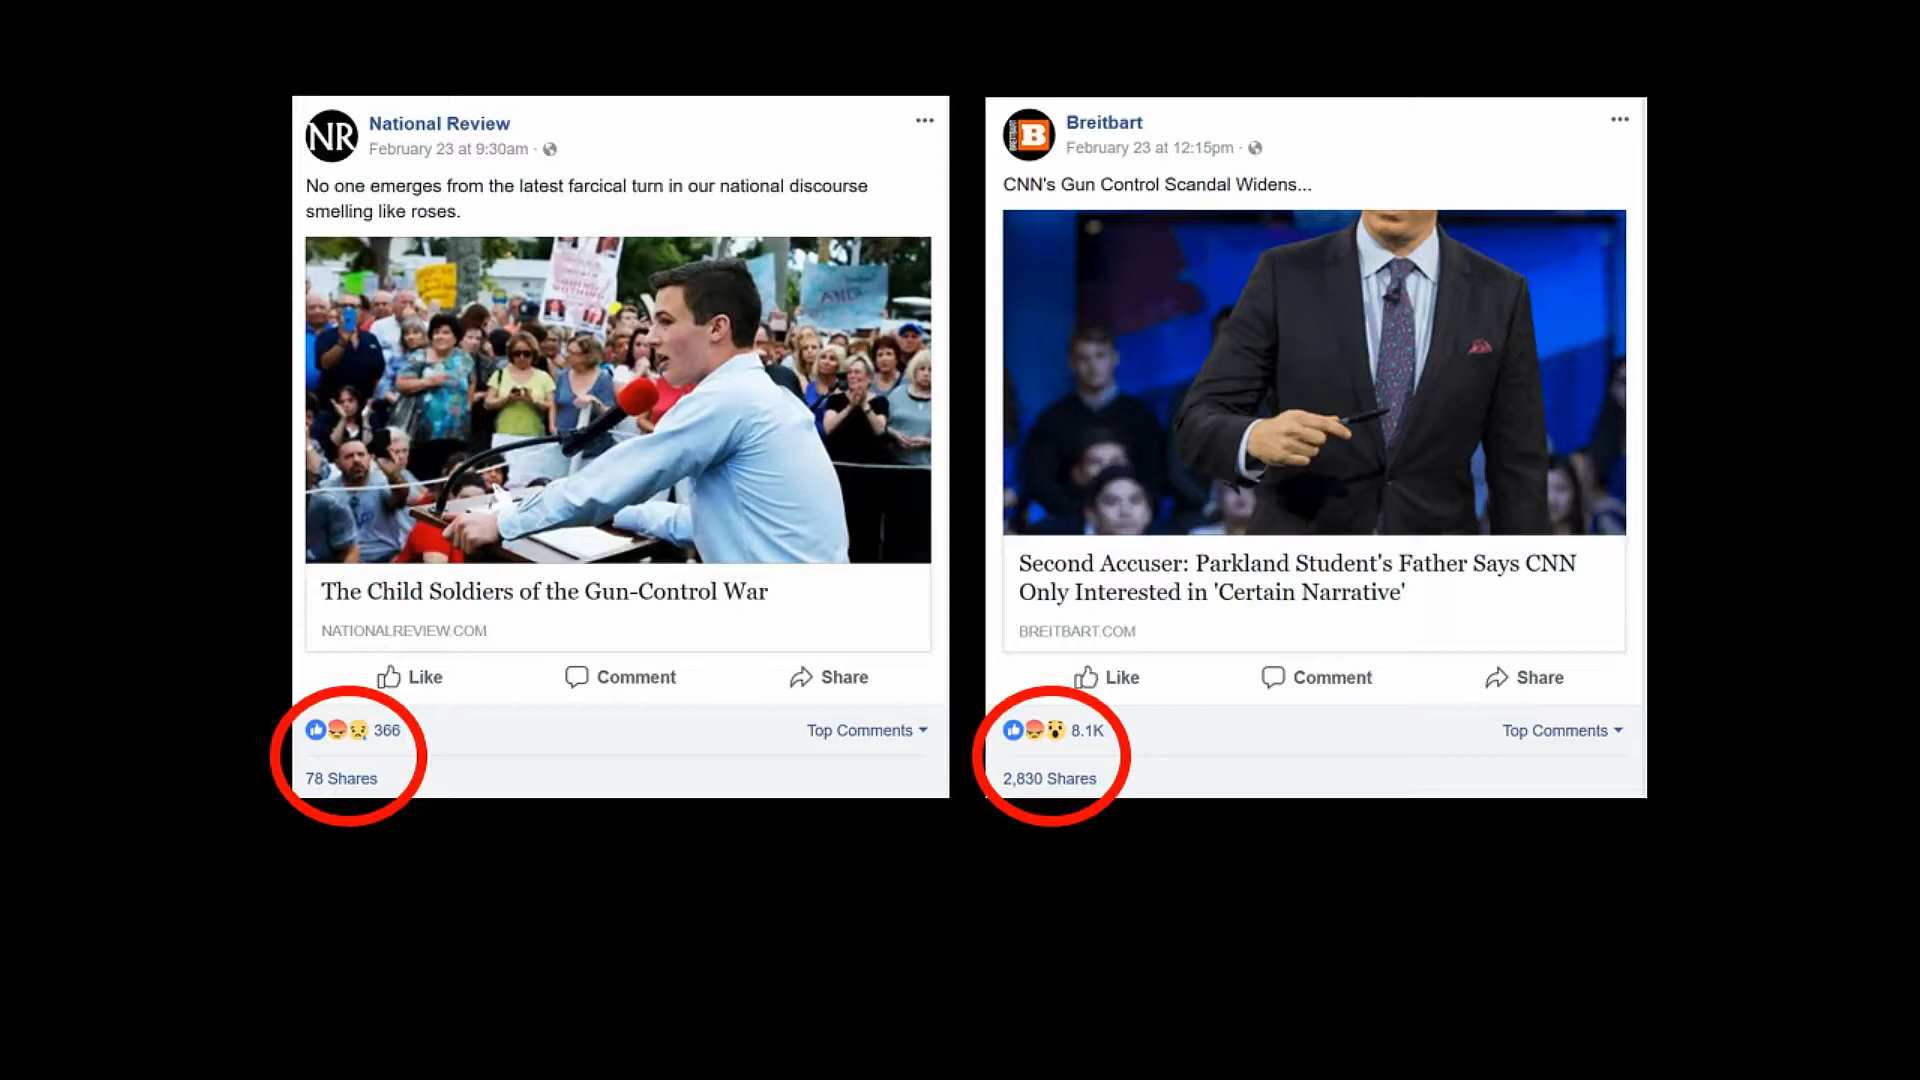 NR
National Review
February 23 at 9:30am ·
No one emerges from the latest farcical turn in our national discourse
smelling like roses.
AND
The Child Soldiers of the Gun-Control War
NATIONALREVIEW.COM
Like
Comment
Share
366
Top Comments
78 Shares
BREITBART
B
Breitbart
February 23 at 12:15pm ·
CNN's Gun Control Scandal Widens...
Second Accuser: Parkland Student's Father Says CNN
Only Interested in 'Certain Narrative'
BREITBART.COM
Like
Comment
Share
8.1K
Top Comments
2,830 Shares